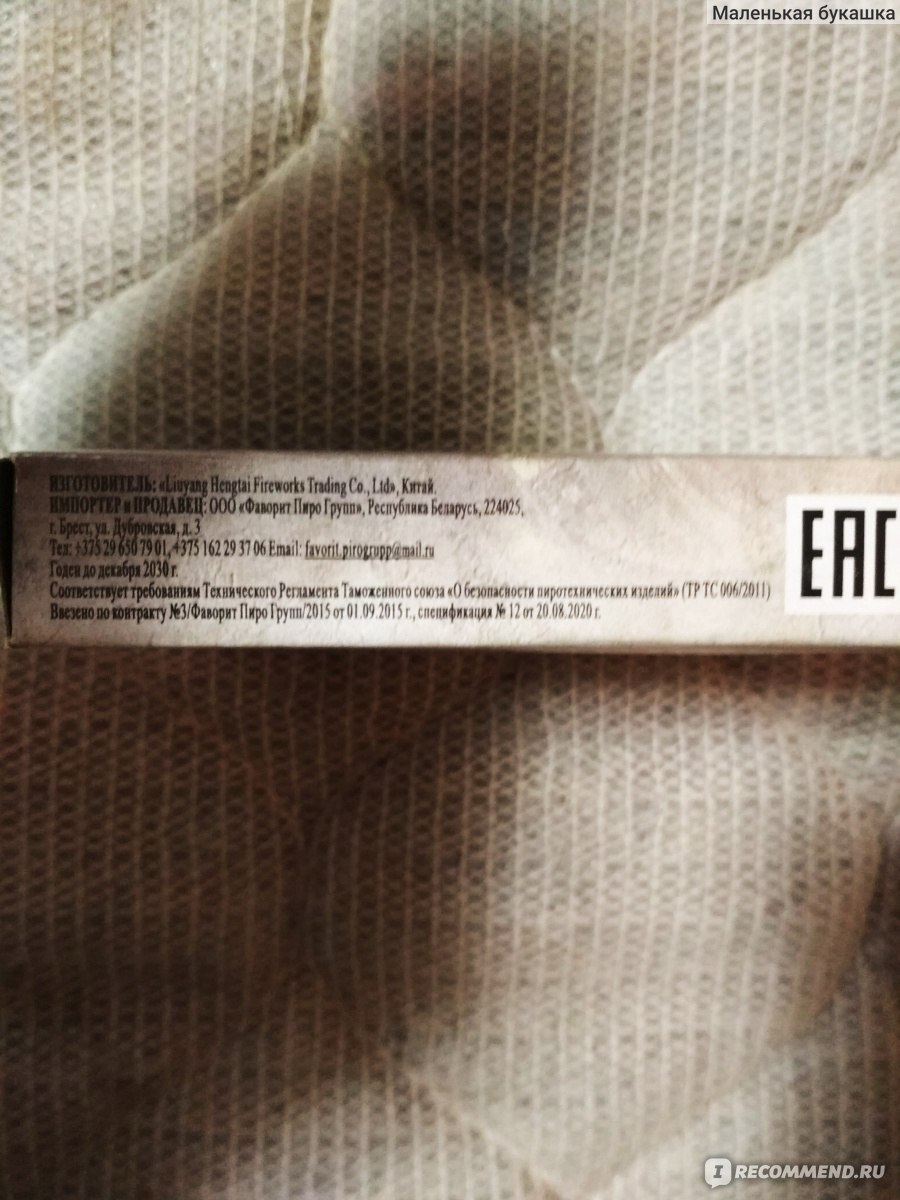 Маленькая букашка
ИЗГОТОВИТЕЛЬ: «Liuyang Hengtai Fireworks Trading Co., Ltd», Китай.
ИМПОРТЕР и ПРОДАВЕЦ: ООО «Фаворит Пиро Групп», Республика Беларусь, 224025,
г. Брест, ул. Дубровская, д. 3
Тел: +375 29 650 79 01, +375 162 29 37 06 Email: favorit.pirogrupp@mail.ru
Годен до декабря 2030 г.
Соответствует требованиям Технического Регламента Таможенного союза «О безопасности пиротехнических изделий» (ТР ТС 006/2011)
Ввезено по контракту №3/Фаворит Пиро Групп/2015 от 01.09.2015 г., спецификация № 12 от 20.08.2020 г.
EAC
I RECOMMEND.RU